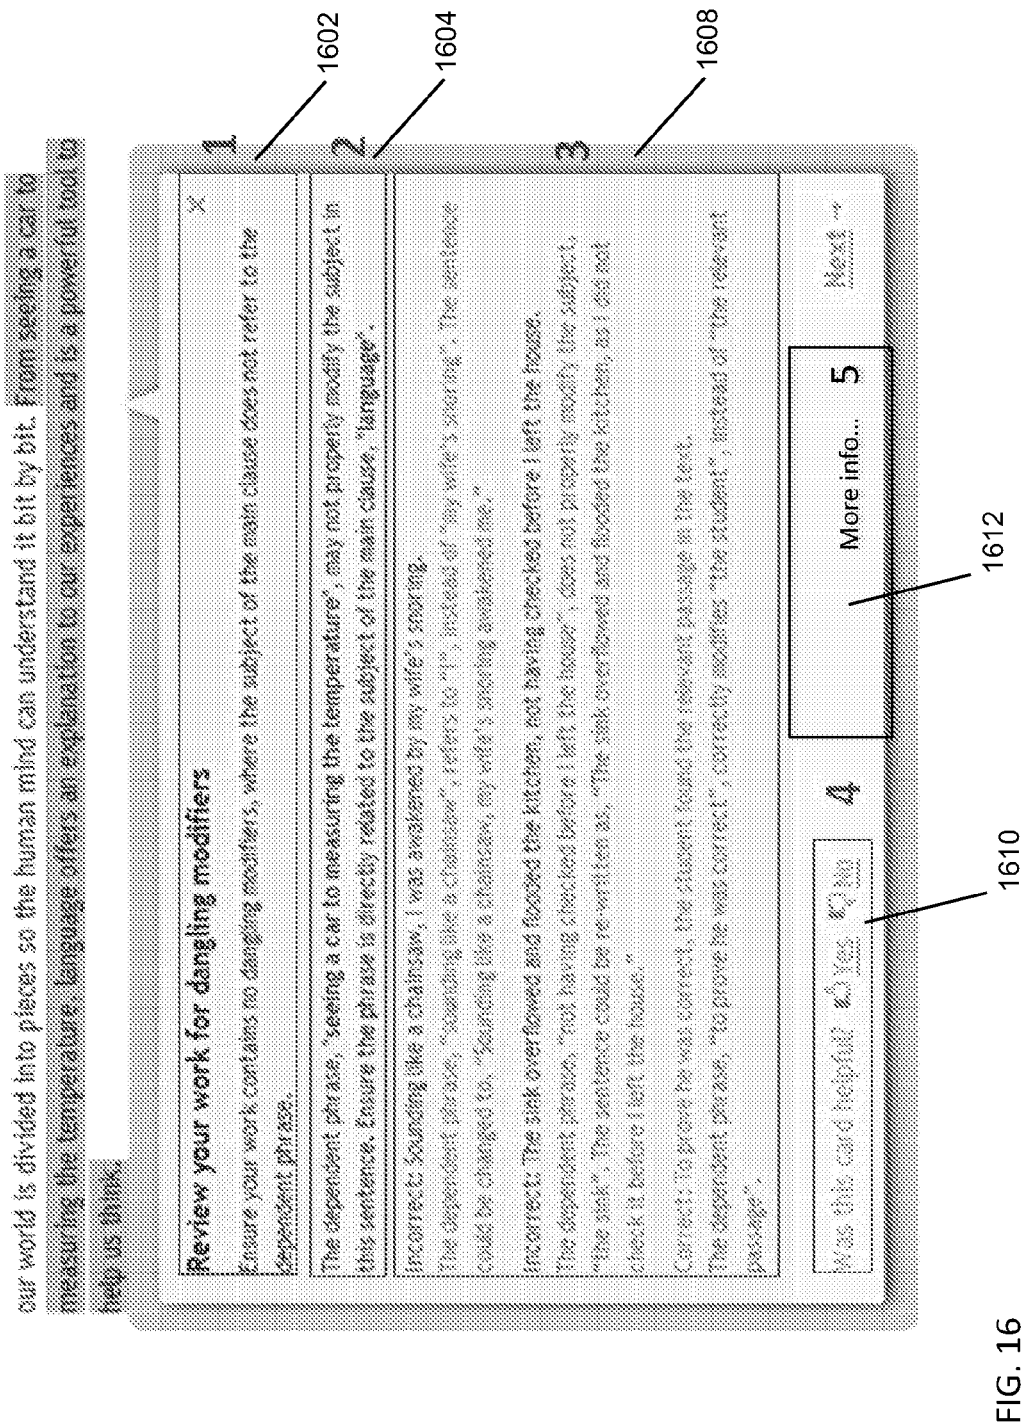 our world is divided into pieces so the human mind can understand it bit by bit. From seeing a car to
measuring the temperature, language offers an explanation to our experiences and is a powerful tool to
help us think.
1
Review your work for dangling modifiers ×
Ensure your work contains no dangling modifiers, where the subject of the main clause does not refer to the
dependent phrase.
2
The dependent phrase, "seeing a car to measuring the temperature", may not properly modify the subject in
this sentence. Ensure the phrase is directly related to the subject of the main clause, "language".
3
Incorrect: Sounding like a chainsaw, I was awakened by my wife's snoring.
The dependent phrase, "sounding like a chainsaw", refers to "I", instead of "my wife's snoring". The sentence
could be changed to, "Sounding like a chainsaw, my wife's snoring awakened me."
Incorrect: The sink overflowed and flooded the kitchen, not having checked before I left the house.
The dependent phrase, "not having checked before I left the house", does not properly modify the subject,
"the sink". The sentence could be re-written as, "The sink overflowed and flooded the kitchen, as I did not
check it before I left the house."
Correct: To prove he was correct, the student found the relevant passage in the text.
The dependent phrase, "to prove he was correct", correctly modifies "the student", instead of "the relevant
passage".
Was this card helpful? Yes No
4
More info... 5
Next →
1602
1604
1608
1610
1612
FIG. 16